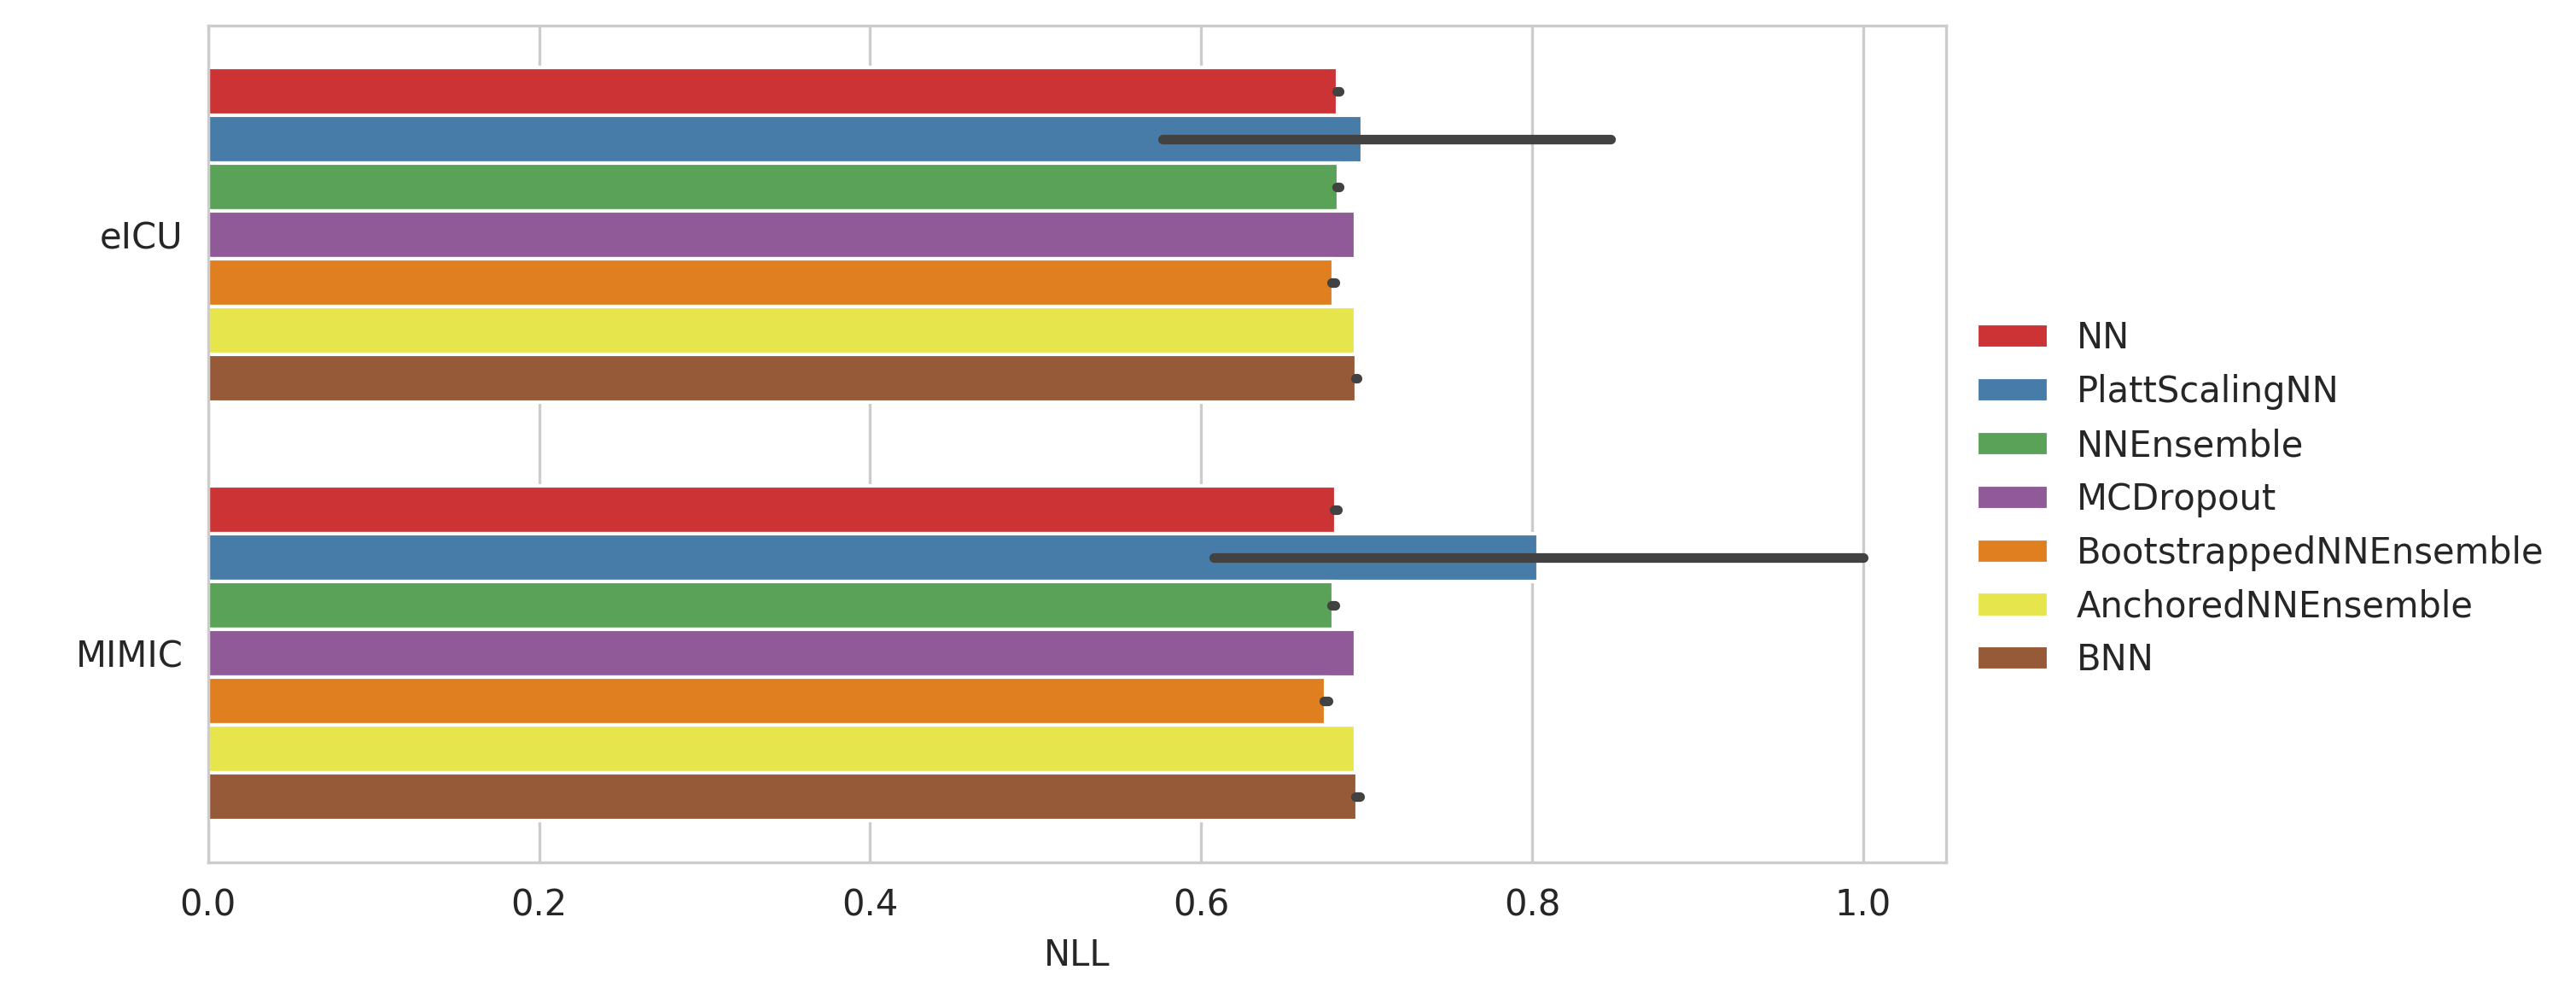 eICU
MIMIC
0.0 0.2 0.4 0.6 0.8 1.0
NLL
NN
PlattScalingNN
NNEnsemble
MCDropout
BootstrappedNNEnsemble
AnchoredNNEnsemble
BNN